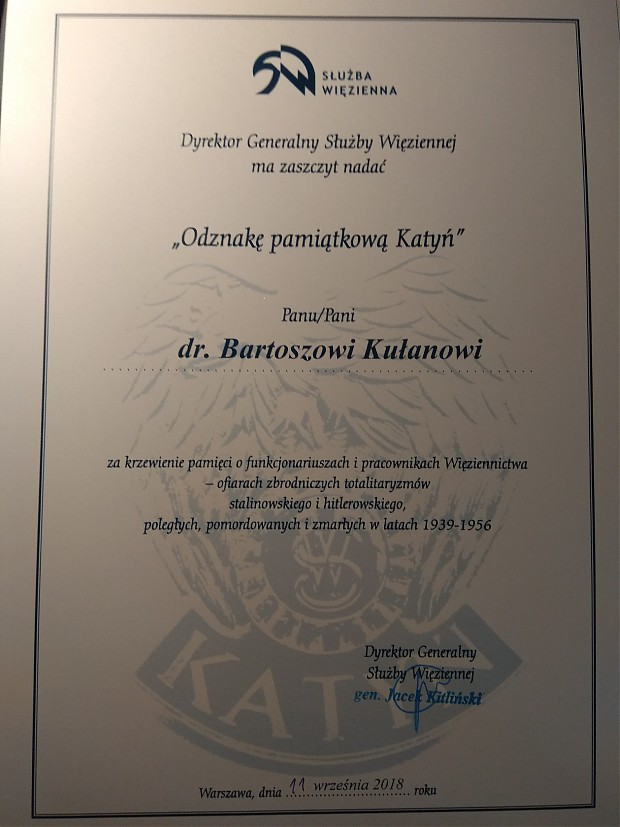 SŁUŻBA
WIĘZIENNA
Dyrektor Generalny Służby Więziennej
ma zaszczyt nadać
„Odznakę pamiątkową Katyń”
Panu/Pani
dr. Bartoszowi Kułanowi
za krzewienie pamięci o funkcjonariuszach i pracownikach Więziennictwa
– ofiarach zbrodniczych totalitaryzmów
stalinowskiego i hitlerowskiego,
poległych, pomordowanych i zmarłych w latach 1939-1956
KATYŃ
Dyrektor Generalny
Służby Więziennej
gen. Jacek Kitliński
Warszawa, dnia 11 września 2018 roku